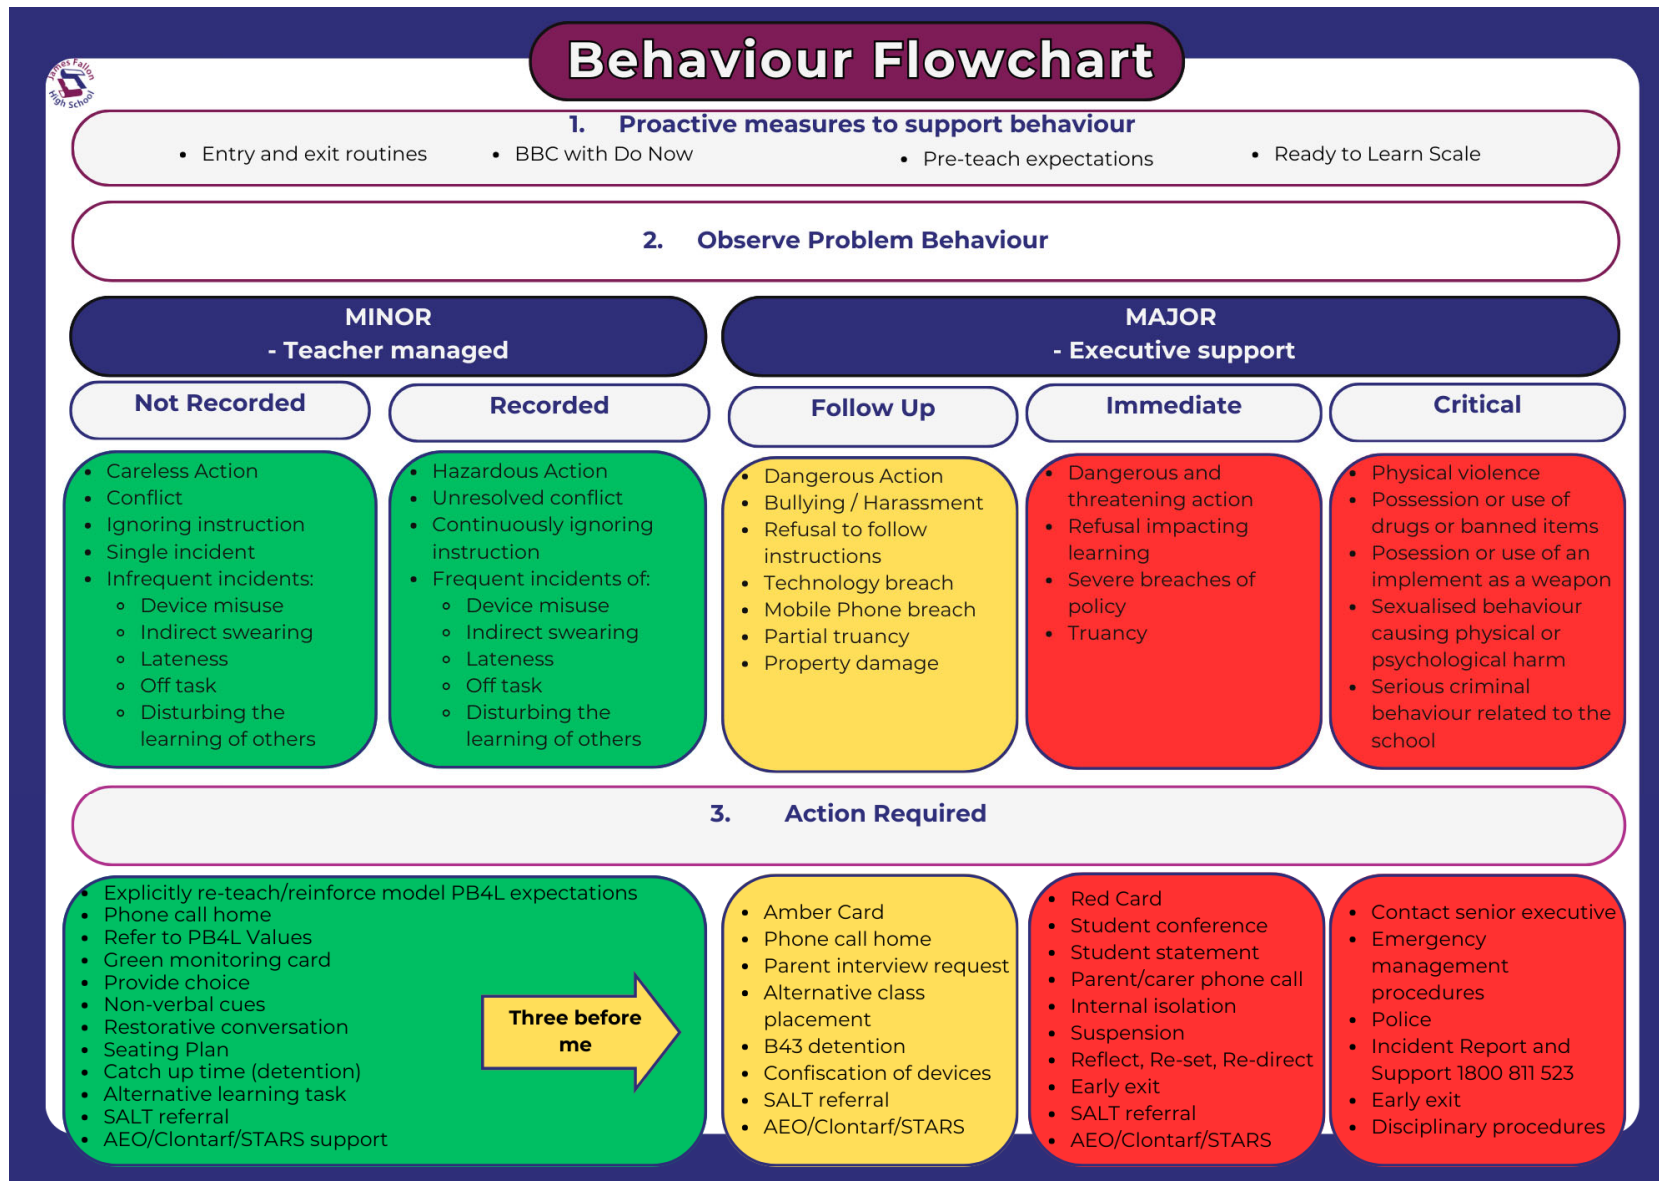 Behaviour Flowchart
James Fallon
High School
1. Proactive measures to support behaviour
• Entry and exit routines
• BBC with Do Now
• Pre-teach expectations
• Ready to Learn Scale
2. Observe Problem Behaviour
MINOR
- Teacher managed
MAJOR
- Executive support
Not Recorded
Recorded
Follow Up
Immediate
Critical
• Careless Action
• Conflict
• Ignoring instruction
• Single incident
• Infrequent incidents:
◦ Device misuse
◦ Indirect swearing
◦ Lateness
◦ Off task
◦ Disturbing the
learning of others
• Hazardous Action
• Unresolved conflict
• Continuously ignoring
instruction
• Frequent incidents of:
◦ Device misuse
◦ Indirect swearing
◦ Lateness
◦ Off task
◦ Disturbing the
learning of others
• Dangerous Action
• Bullying / Harassment
• Refusal to follow
instructions
• Technology breach
• Mobile Phone breach
• Partial truancy
• Property damage
• Dangerous and
threatening action
• Refusal impacting
learning
• Severe breaches of
policy
• Truancy
• Physical violence
• Possession or use of
drugs or banned items
• Posession or use of an
implement as a weapon
• Sexualised behaviour
causing physical or
psychological harm
• Serious criminal
behaviour related to the
school
3. Action Required
• Explicitly re-teach/reinforce model PB4L expectations
• Phone call home
• Refer to PB4L Values
• Green monitoring card
• Provide choice
• Non-verbal cues
• Restorative conversation
• Seating Plan
• Catch up time (detention)
• Alternative learning task
• SALT referral
• AEO/Clontarf/STARS support
Three before
me
• Amber Card
• Phone call home
• Parent interview request
• Alternative class
placement
• B43 detention
• Confiscation of devices
• SALT referral
• AEO/Clontarf/STARS
• Red Card
• Student conference
• Student statement
• Parent/carer phone call
• Internal isolation
• Suspension
• Reflect, Re-set, Re-direct
• Early exit
• SALT referral
• AEO/Clontarf/STARS
• Contact senior executive
• Emergency
management
procedures
• Police
• Incident Report and
Support 1800 811 523
• Early exit
• Disciplinary procedures